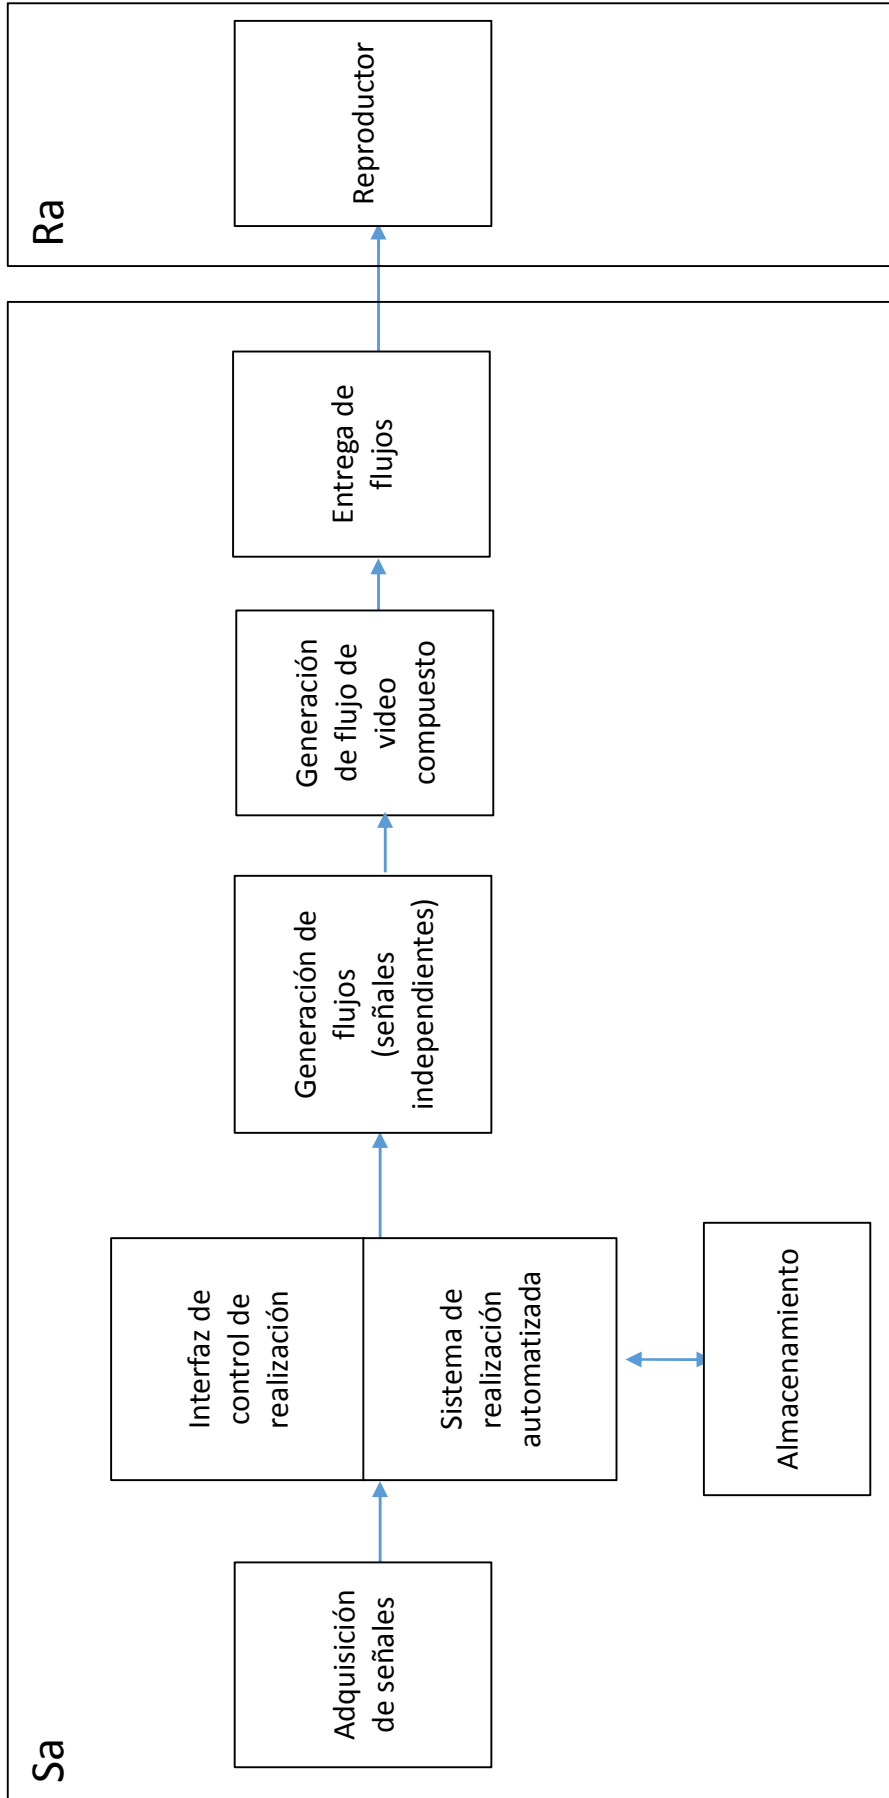 Sa
Adquisición
de señales
Interfaz de
control de
realización
Sistema de
realización
automatizada
Almacenamiento
Generación de
flujos
(señales
independientes)
Generación
de flujo de
video
compuesto
Entrega de
flujos
Ra
Reproductor